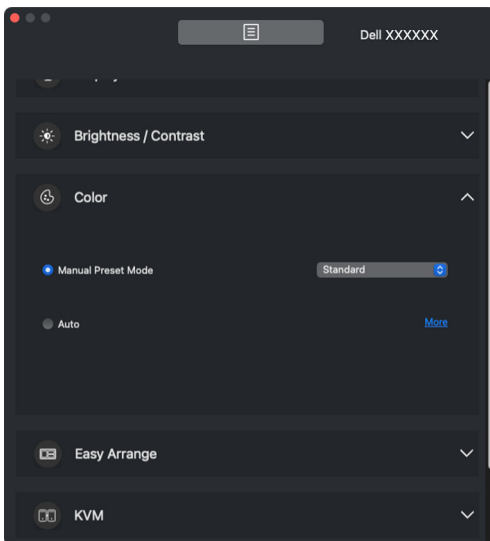 Dell XXXXXX
Brightness / Contrast
Color
Manual Preset Mode
Standard
Auto
More
Easy Arrange
KVM